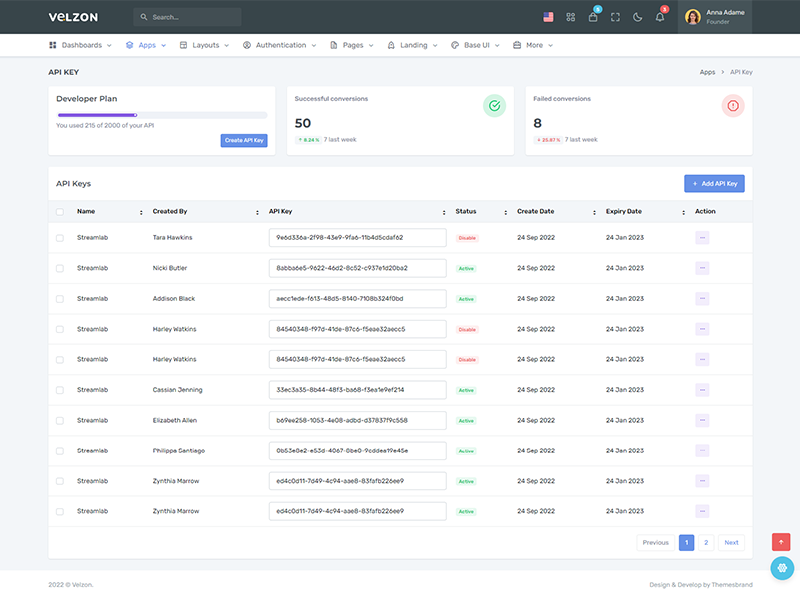 VELZON
Search...
5
3
Anna Adame
Founder
Dashboards
Apps
Layouts
Authentication
Pages
Landing
Base UI
More
API KEY
Apps > API Key
Developer Plan
You used 215 of 2000 of your API
Create API Key
Successful conversions
50
9.24 % 7 last week
Failed conversions
8
20.87 % 7 last week
API Keys
+ Add API Key
Name Created By API Key Status Create Date Expiry Date Action
Streamlab Tara Hawkins 9e6d336a-2f98-43e9-9fa6-11b4d5cdaf62 Disable 24 Sep 2022 24 Jan 2023
Streamlab Nicki Butler 8abba6e5-9622-46d2-8c52-c937e1d20ba2 Active 24 Sep 2022 24 Jan 2023
Streamlab Addison Black aecc1ede-f613-48d5-8140-7108b324f0bd Active 24 Sep 2022 24 Jan 2023
Streamlab Harley Watkins 84540348-f97d-41de-87c6-f5eae32aecc5 Disable 24 Sep 2022 24 Jan 2023
Streamlab Harley Watkins 84540348-f97d-41de-87c6-f5eae32aecc5 Disable 24 Sep 2022 24 Jan 2023
Streamlab Cassian Jenning 33ec3a35-8b44-48f3-ba68-f3ea1e9ef214 Active 24 Sep 2022 24 Jan 2023
Streamlab Elizabeth Allen b69ee258-1053-4e08-adbd-d37837f9c558 Active 24 Sep 2022 24 Jan 2023
Streamlab Philippa Santiago 0b53e0e2-e53d-4067-0be0-9cddea19e45e Active 24 Sep 2022 24 Jan 2023
Streamlab Zynthia Marrow ed4c0d11-7d49-4c94-aae8-83fafb226ee9 Active 24 Sep 2022 24 Jan 2023
Streamlab Zynthia Marrow ed4c0d11-7d49-4c94-aae8-83fafb226ee9 Active 24 Sep 2022 24 Jan 2023
Previous 1 2 Next
2022 © Velzon.
Design & Develop by Themesbrand